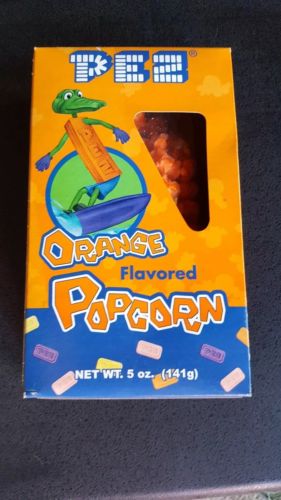 PEZ®
ORANGE
Flavored
POPCORN
NET WT. 5 oz. (141g)